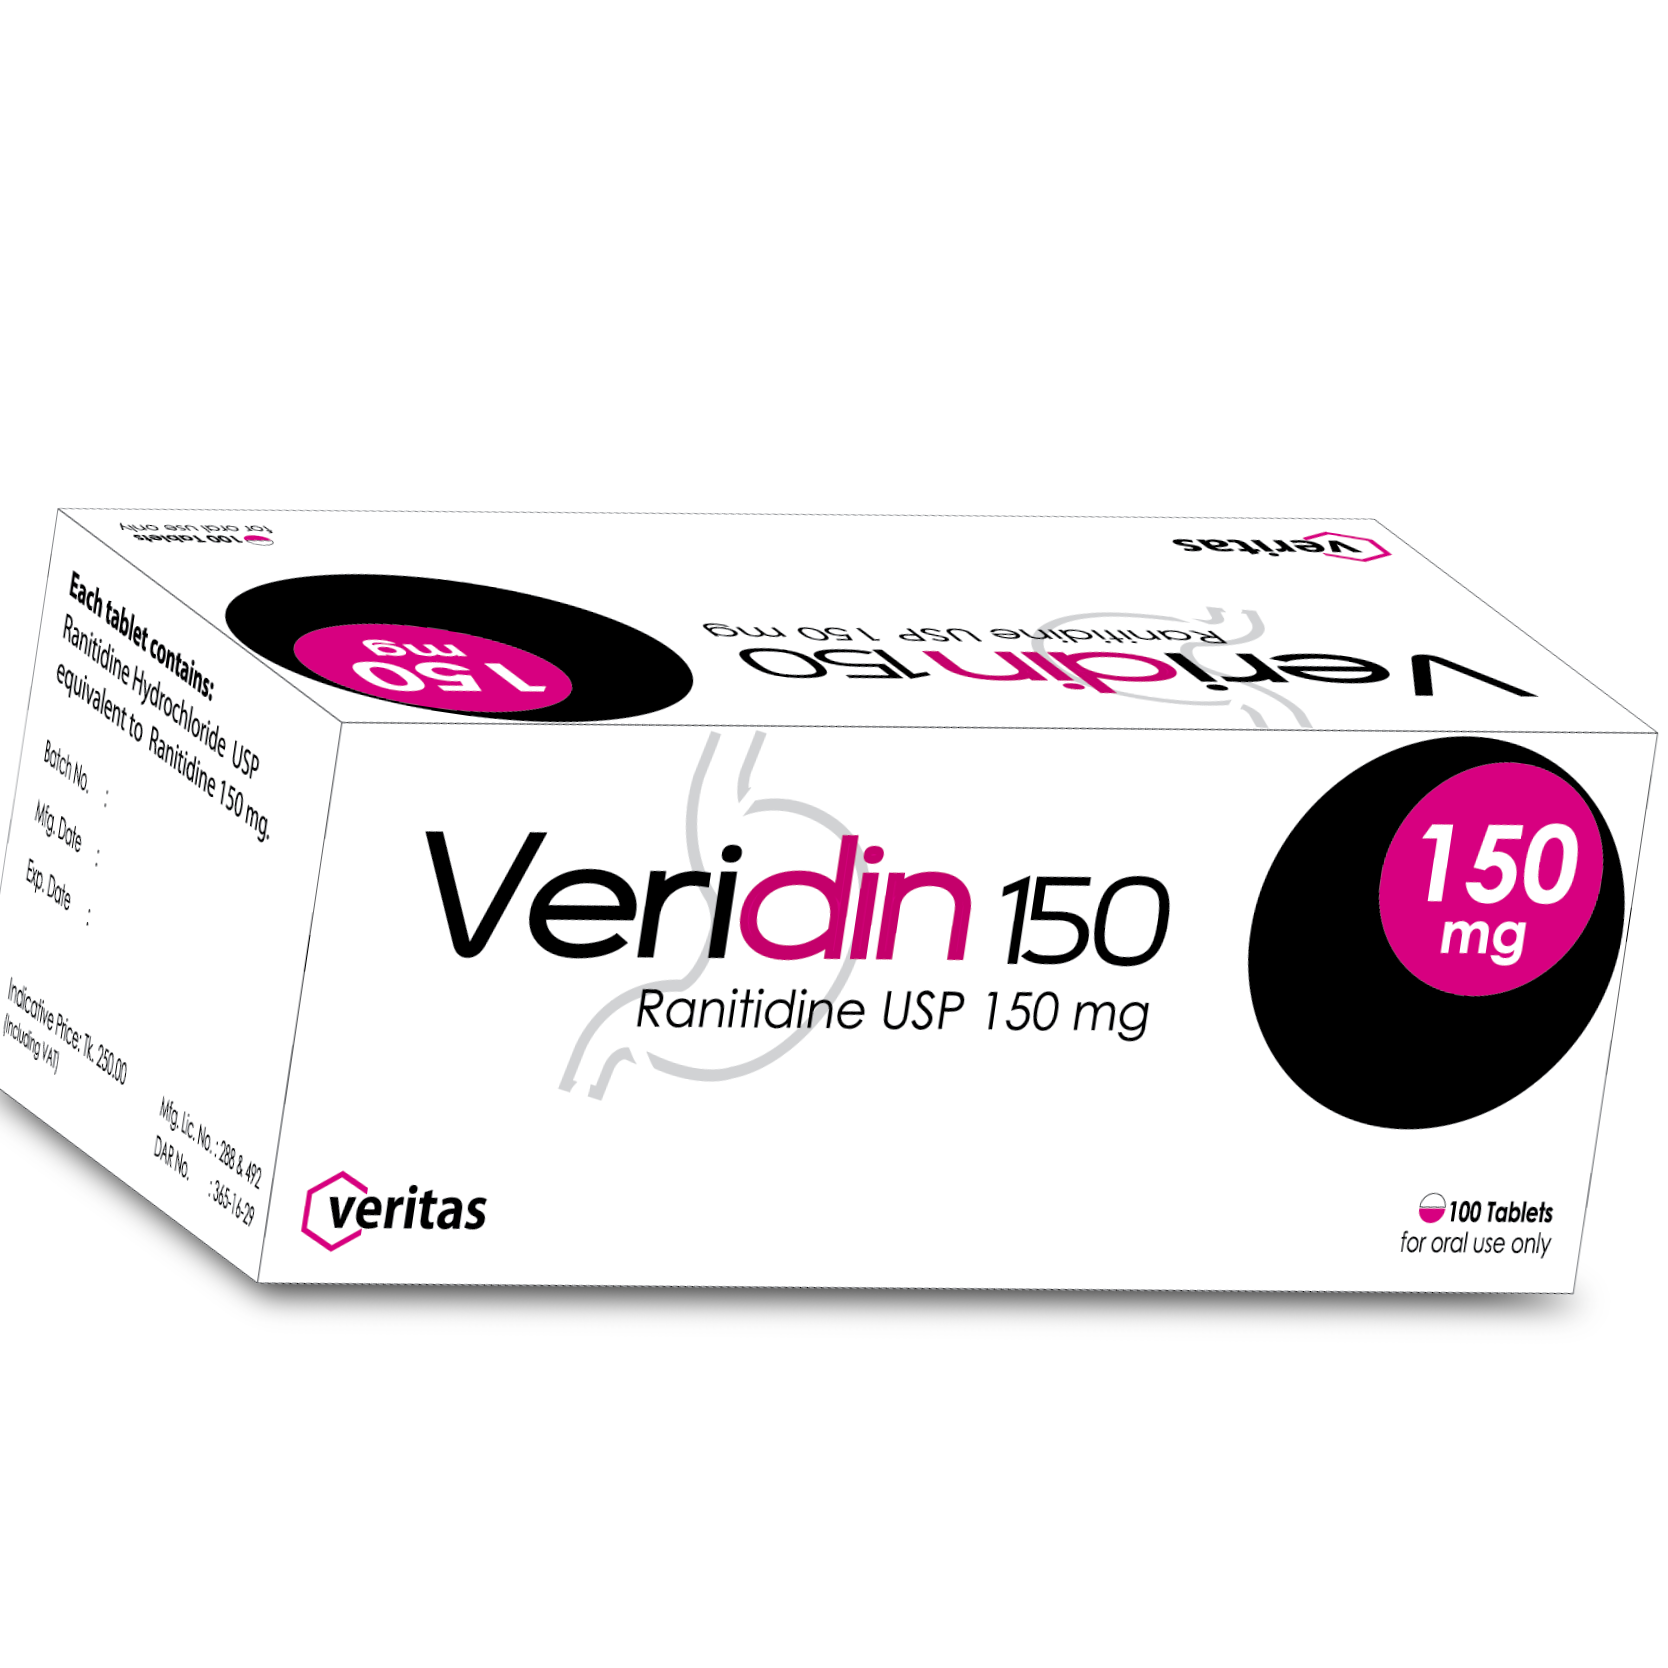 for oral use only
100 Tablets
150
mg
veritas
Ranitidine USP 150 mg
Veridin 150
Each tablet contains:
Ranitidine Hydrochloride USP
equivalent to Ranitidine 150 mg.
Batch No. :
Mfg. Date :
Exp. Date :
Indicative Price: Tk. 250.00
(Including VAT)
Mfg. Lic. No. : 288 & 492
DAR No. : 365-16-29
Veridin 150
Ranitidine USP 150 mg
150
mg
veritas
100 Tablets
for oral use only